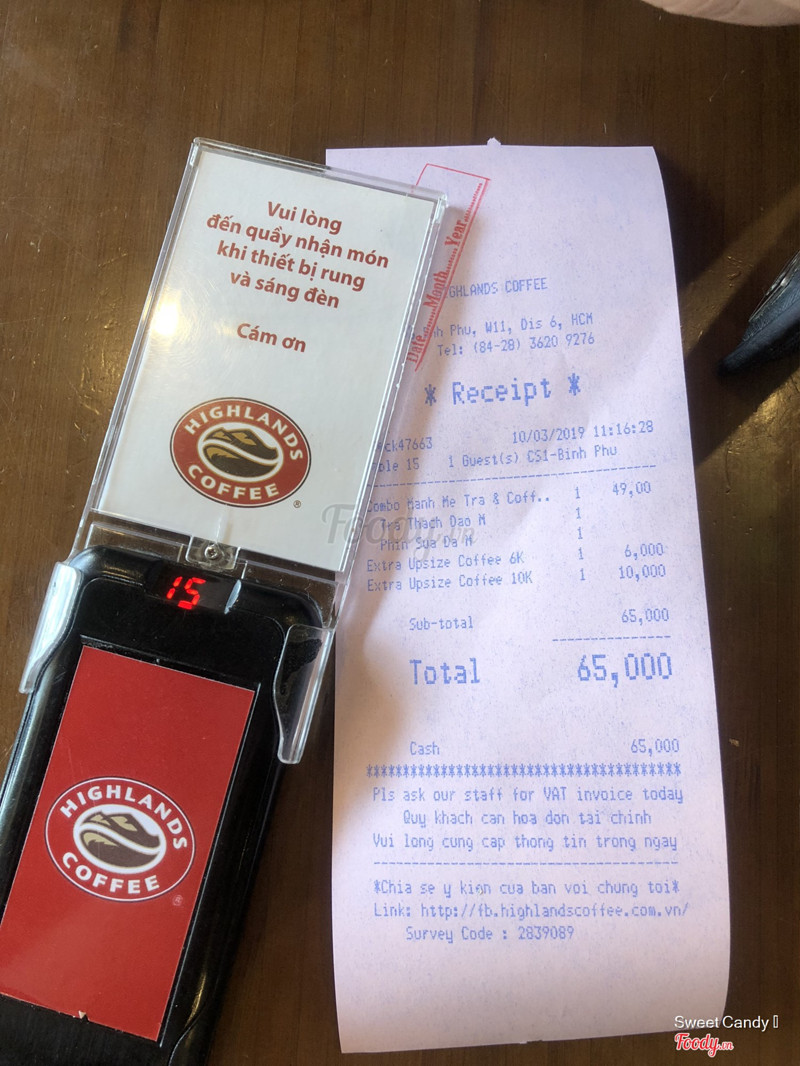 Vui lòng
đến quầy nhận món
khi thiết bị rung
và sáng đèn
Cám ơn
HIGHLANDS
COFFEE
®
15
HIGHLANDS
COFFEE
Date Month Year
HIGHLANDS COFFEE
Phu, W11, Dis 6, HCM
Tel: (84-28) 3620 9276
* Receipt *
47663 10/03/2019 11:16:28
15 1 Guest(s) CS1-Binh Phu
Combo Manh Me Tra & Coff.. 1 49,00
Tra Thach Dao M 1
Phin Sua Da M 1
Extra Upsize Coffee 6K 1 6,000
Extra Upsize Coffee 10K 1 10,000
Sub-total 65,000
Total 65,000
Cash 65,000
Pls ask our staff for VAT invoice today
Quy khach can hoa don tai chinh
Vui long cung cap thong tin trong ngay
*Chia se y kien cua ban voi chung toi*
Link: http://fb.highlandscoffee.com.vn/
Survey Code : 2839089
Foody.vn
Sweet Candy
Foody.vn